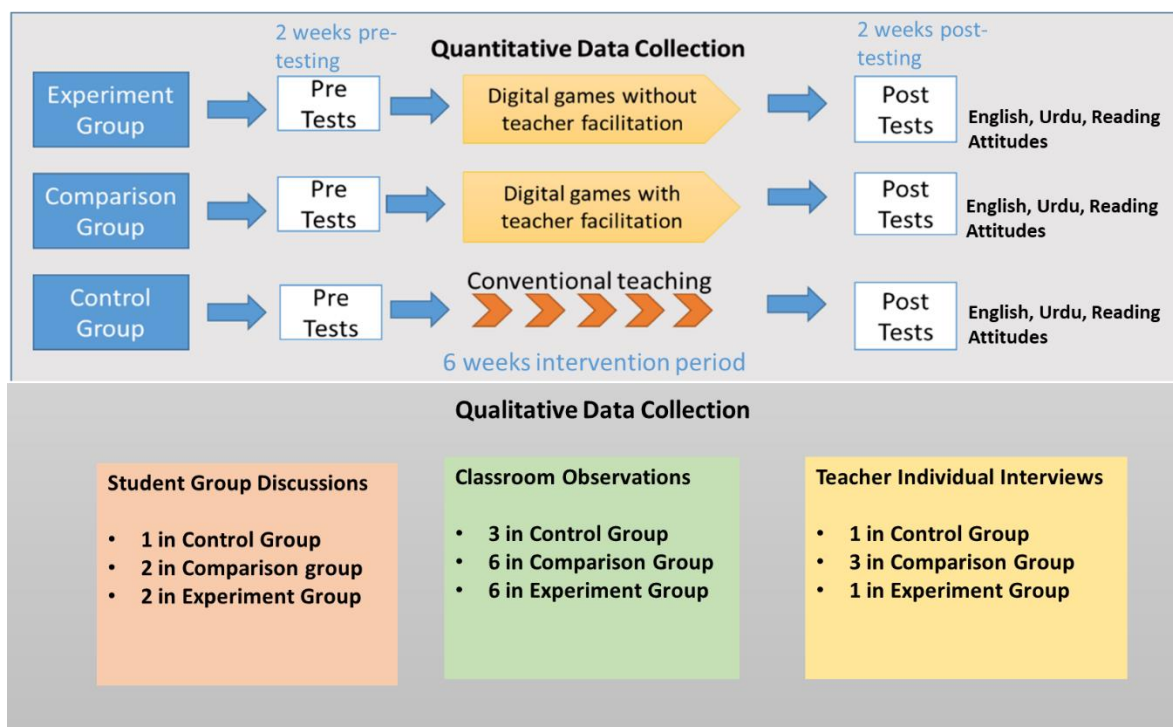 2 weeks pre-
testing
Quantitative Data Collection
2 weeks post-
testing
Experiment
Group
Pre
Tests
Digital games without
teacher facilitation
Post
Tests
English, Urdu, Reading
Attitudes
Comparison
Group
Pre
Tests
Digital games with
teacher facilitation
Post
Tests
English, Urdu, Reading
Attitudes
Control
Group
Pre
Tests
Conventional teaching
Post
Tests
English, Urdu, Reading
Attitudes
6 weeks intervention period
Qualitative Data Collection
Student Group Discussions
• 1 in Control Group
• 2 in Comparison group
• 2 in Experiment Group
Classroom Observations
• 3 in Control Group
• 6 in Comparison Group
• 6 in Experiment Group
Teacher Individual Interviews
• 1 in Control Group
• 3 in Comparison Group
• 1 in Experiment Group